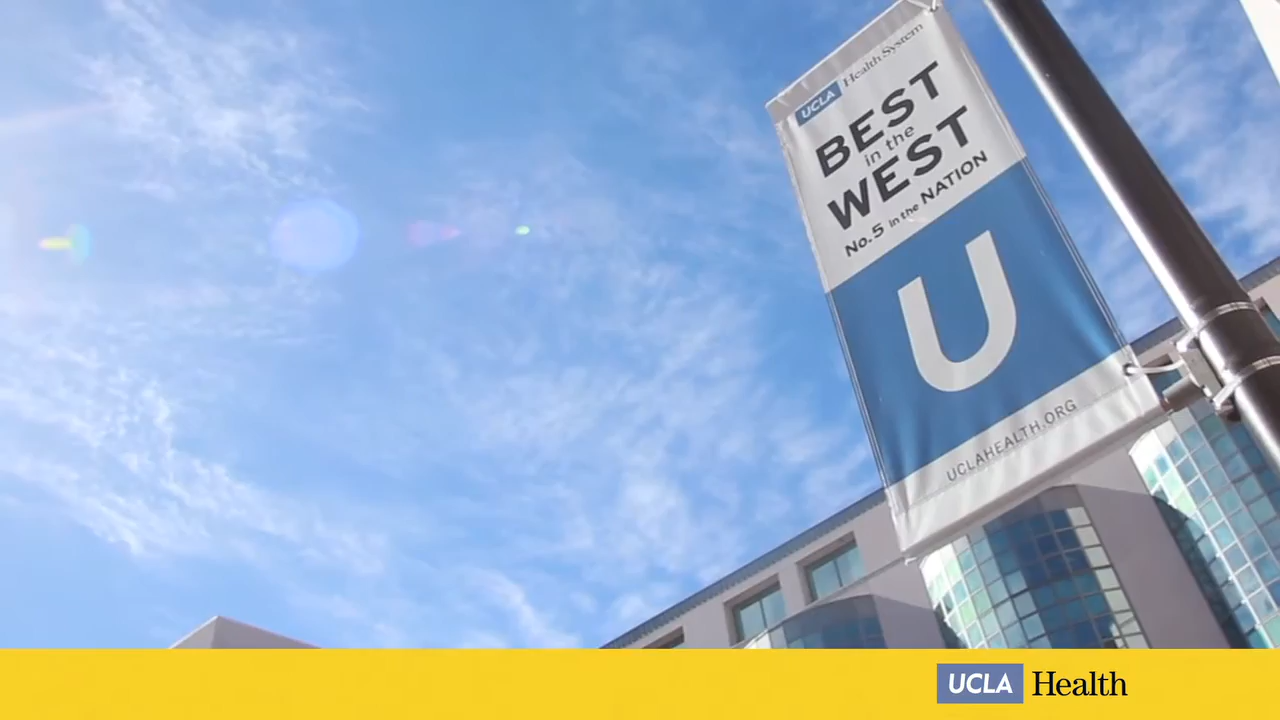 UCLA Health System
BEST
in the
WEST
No. 5 in the NATION
U
UCLAHEALTH.ORG
UCLA Health